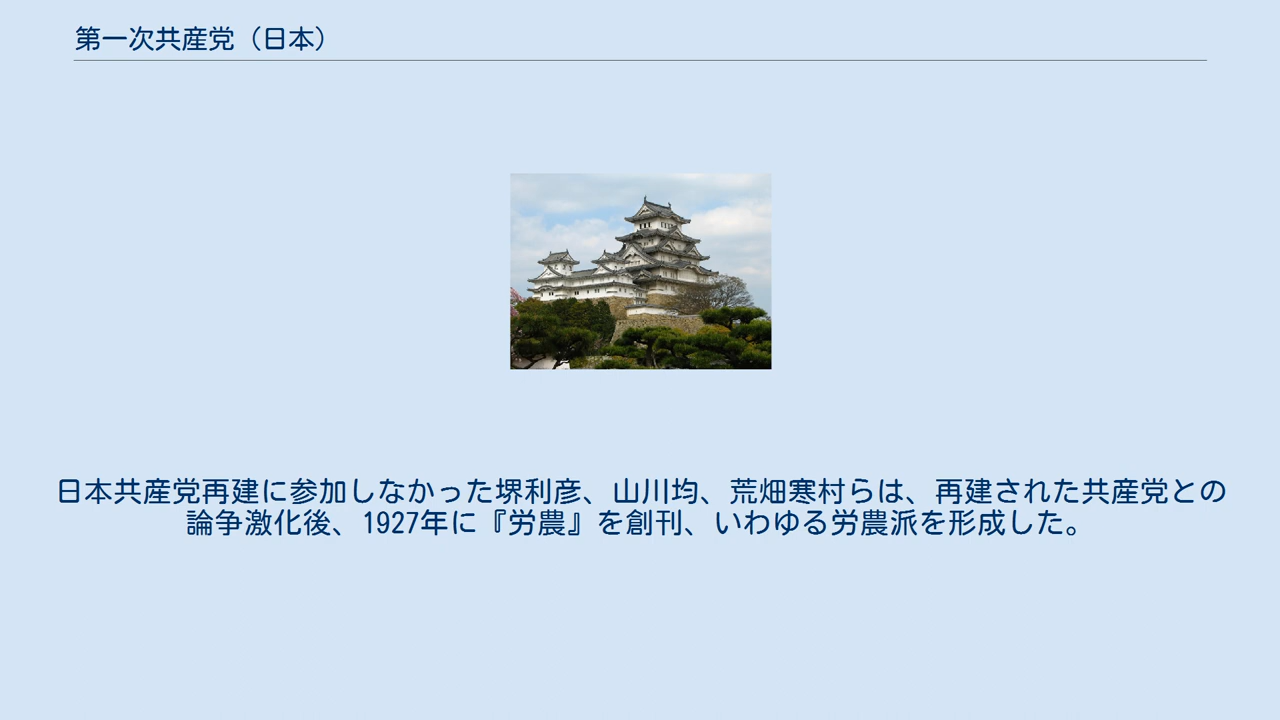 第一次共産党（日本）
日本共産党再建に参加しなかった堺利彦、山川均、荒畑寒村らは、再建された共産党との
論争激化後、1927年に『労農』を創刊、いわゆる労農派を形成した。